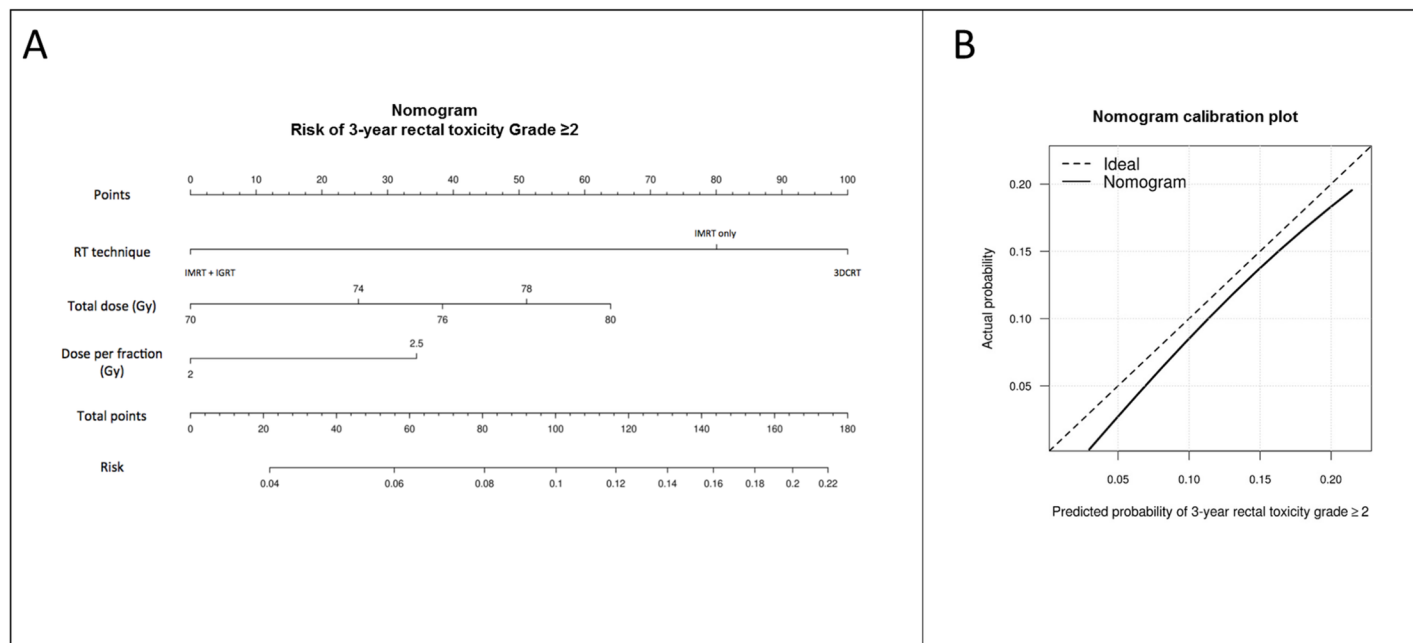 A
Nomogram
Risk of 3-year rectal toxicity Grade ≥2
0 10 20 30 40 50 60 70 80 90 100
Points
IMRT only
RT technique
IMRT + IGRT 3DCRT
74 78
Total dose (Gy)
70 76 80
2.5
Dose per fraction
(Gy)
2
Total points
0 20 40 60 80 100 120 140 160 180
Risk
0.04 0.06 0.08 0.1 0.12 0.14 0.16 0.18 0.2 0.22
B
Nomogram calibration plot
Ideal
Nomogram
0.20
0.15
0.10
0.05
Actual probability
0.05 0.10 0.15 0.20
Predicted probability of 3-year rectal toxicity grade ≥ 2